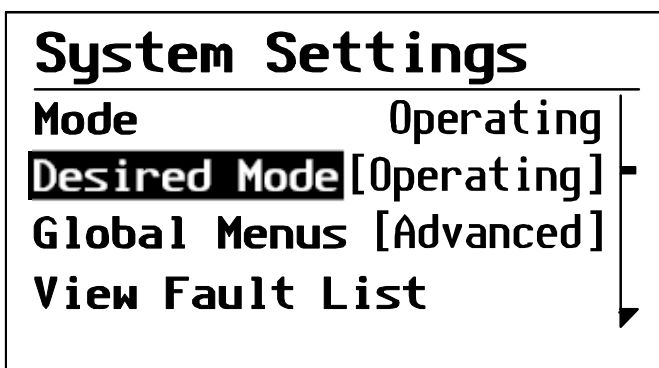 System Settings
Mode Operating
Desired Mode [Operating]
Global Menus [Advanced]
View Fault List